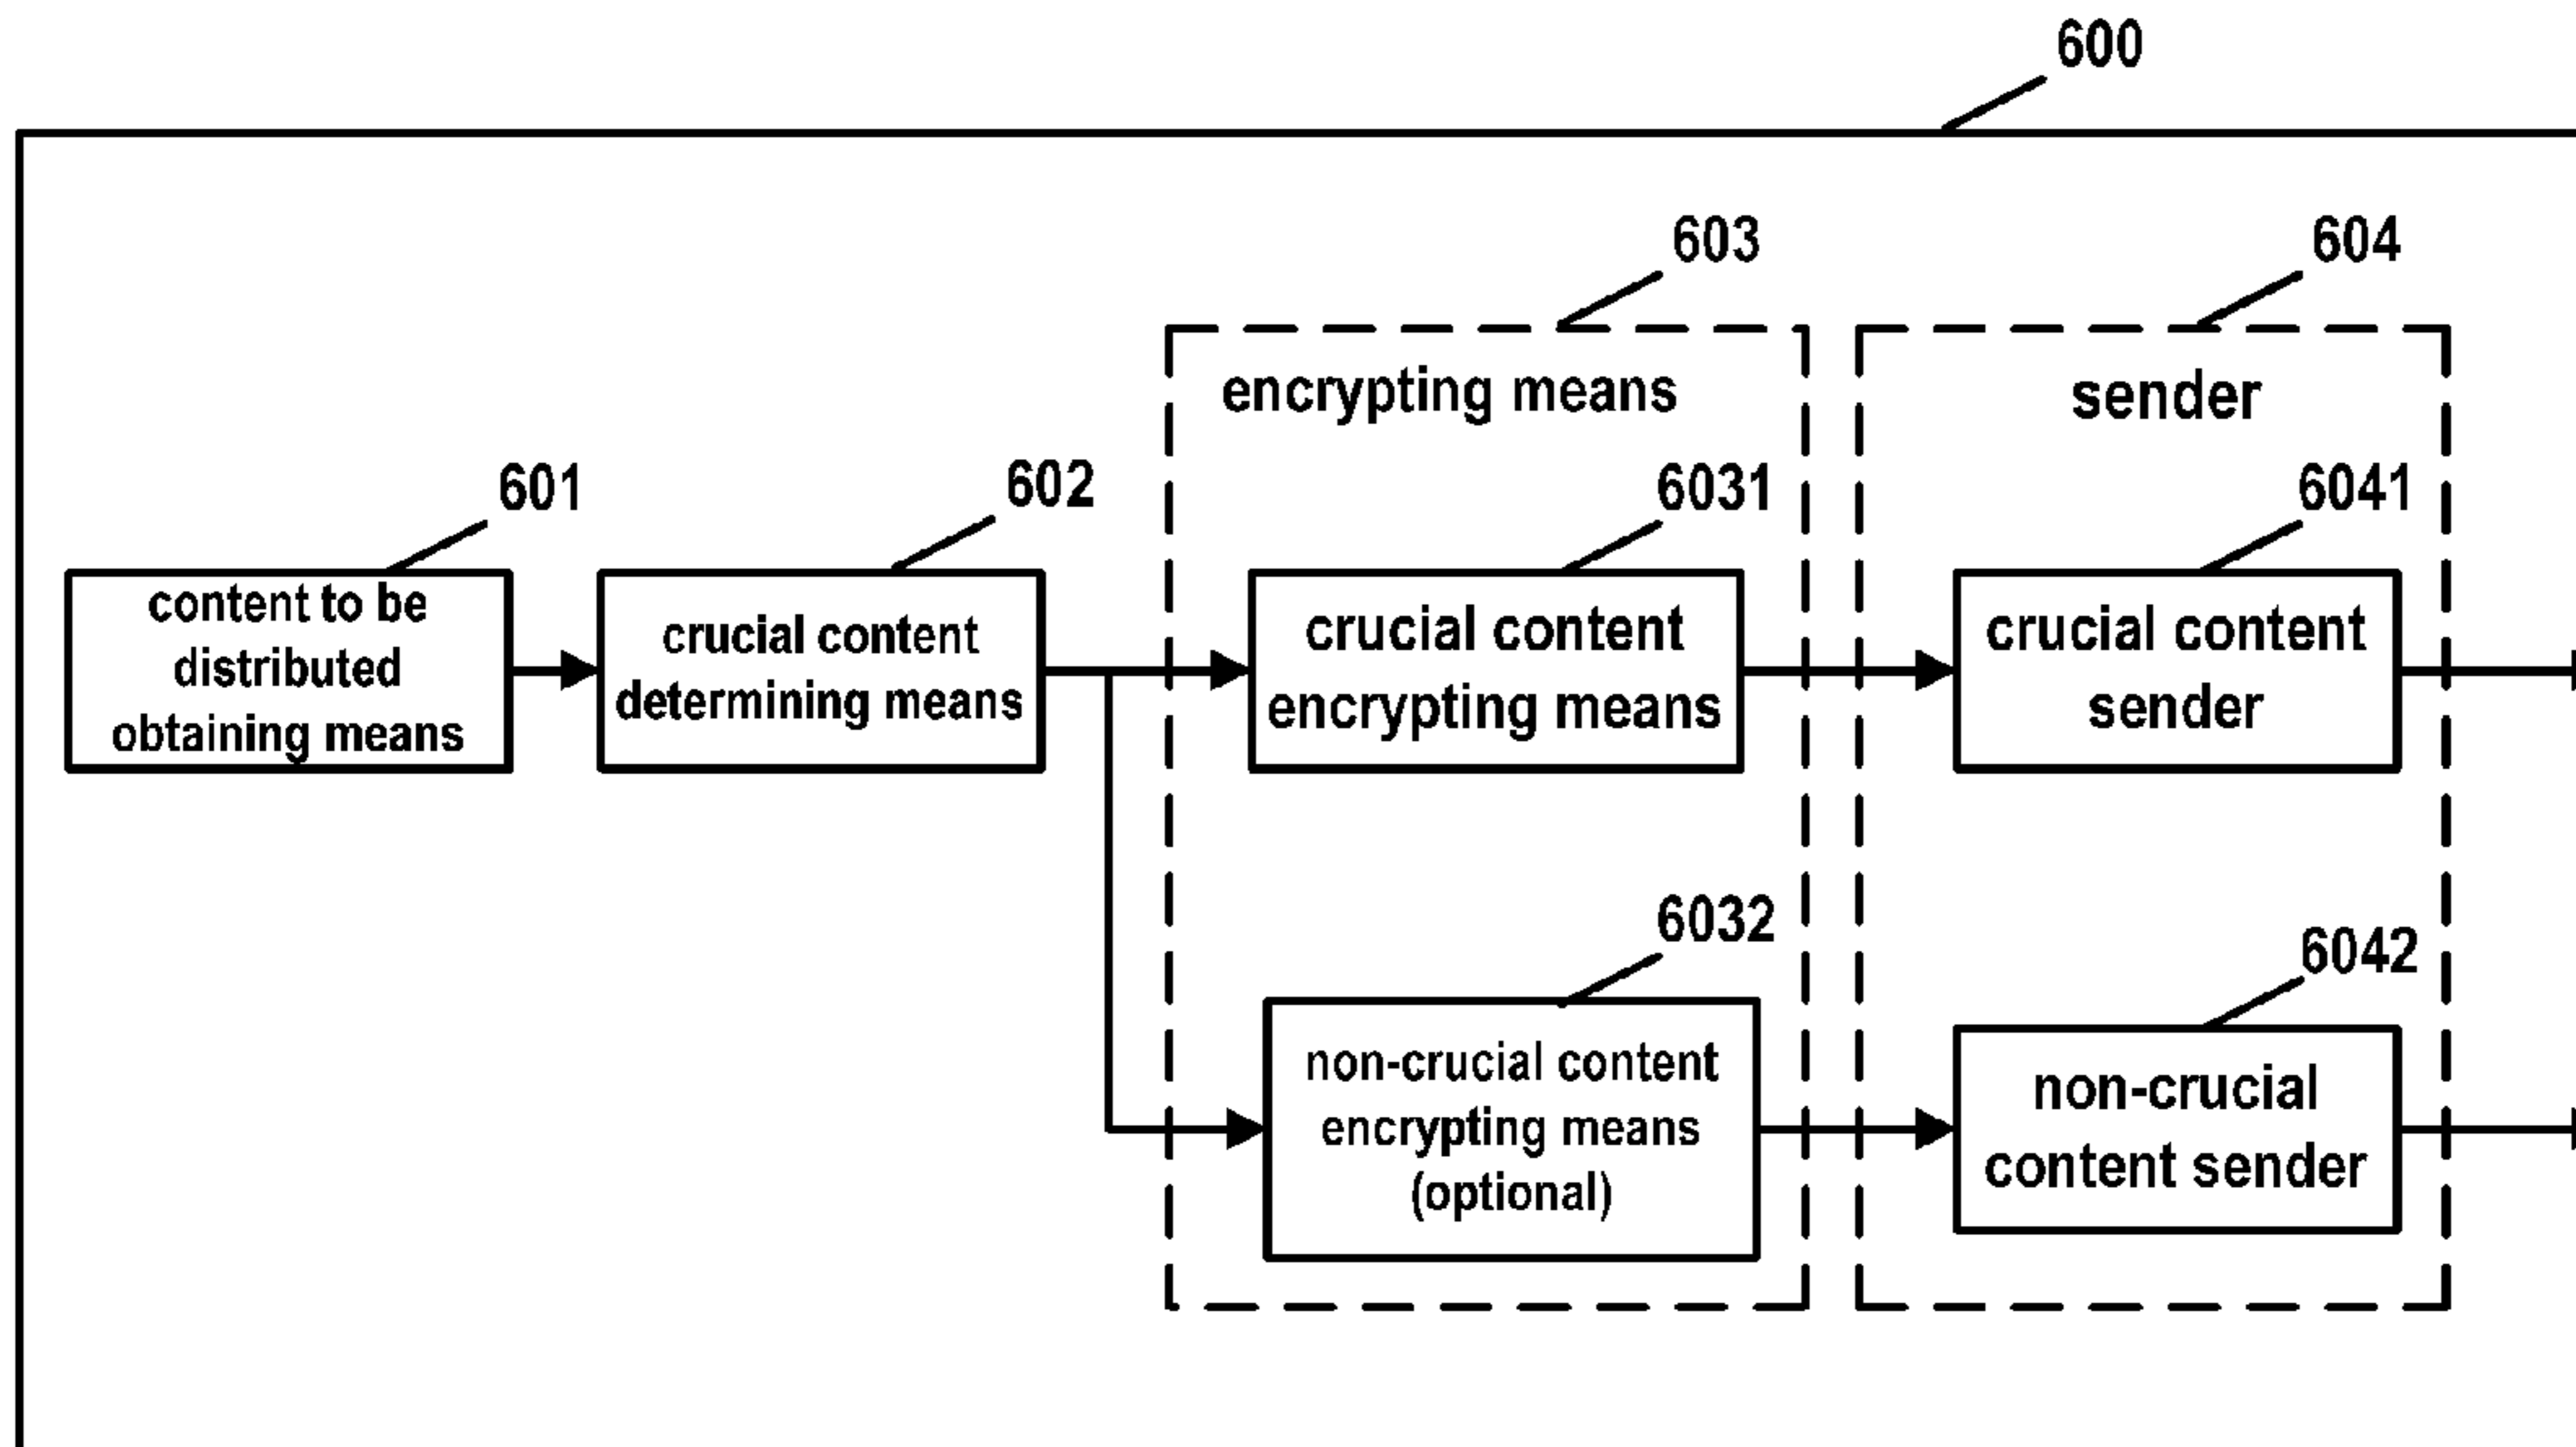 600
603
604
encrypting means
sender
601
602
6031
6041
content to be
distributed
obtaining means
crucial content
determining means
crucial content
encrypting means
crucial content
sender
6032
6042
non-crucial content
encrypting means
(optional)
non-crucial
content sender